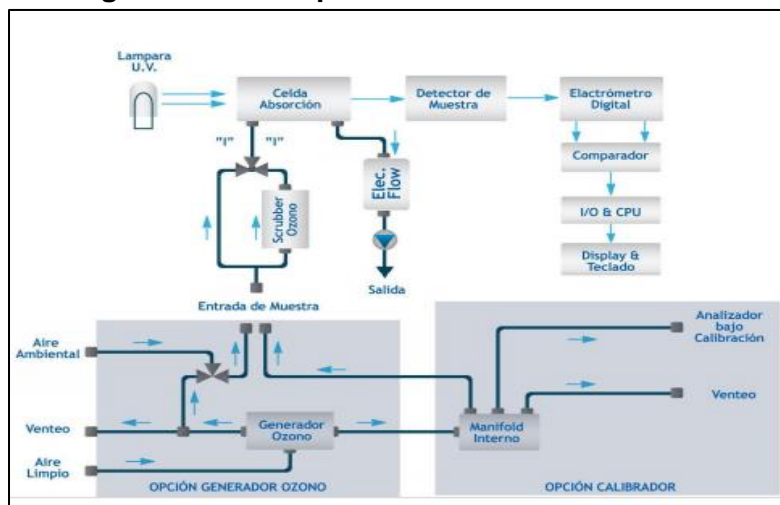 Lampara
U.V.
Celda
Absorción
Detector de
Muestra
Elactrómetro
Digital
"I"
"I"
Comparador
Elec.
Flow
Scrubber
Ozono
I/O & CPU
Display &
Teclado
Salida
Entrada de Muestra
Aire
Ambiental
Analizador
bajo
Calibración
Venteo
Generador
Ozono
Manifold
Interno
Venteo
Aire
Limpio
OPCIÓN GENERADOR OZONO
OPCIÓN CALIBRADOR